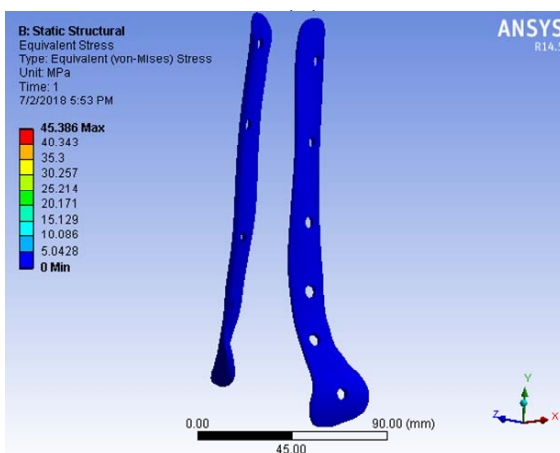 B: Static Structural
Equivalent Stress
Type: Equivalent (von-Mises) Stress
Unit: MPa
Time: 1
7/2/2018 5:53 PM
45.386 Max
40.343
35.3
30.257
25.214
20.171
15.129
10.086
5.0428
0 Min
ANSYS
R14.5
0.00
90.00 (mm)
45.00
Y
Z
X